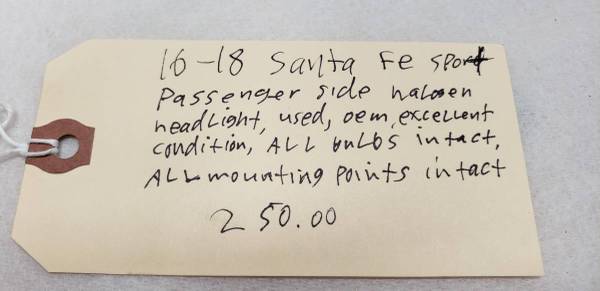 16-18 Santa Fe sport
Passenger side halogen
headLight, used, oem, excellent
condition, ALL bulbs intact,
ALL mounting points intact
250.00